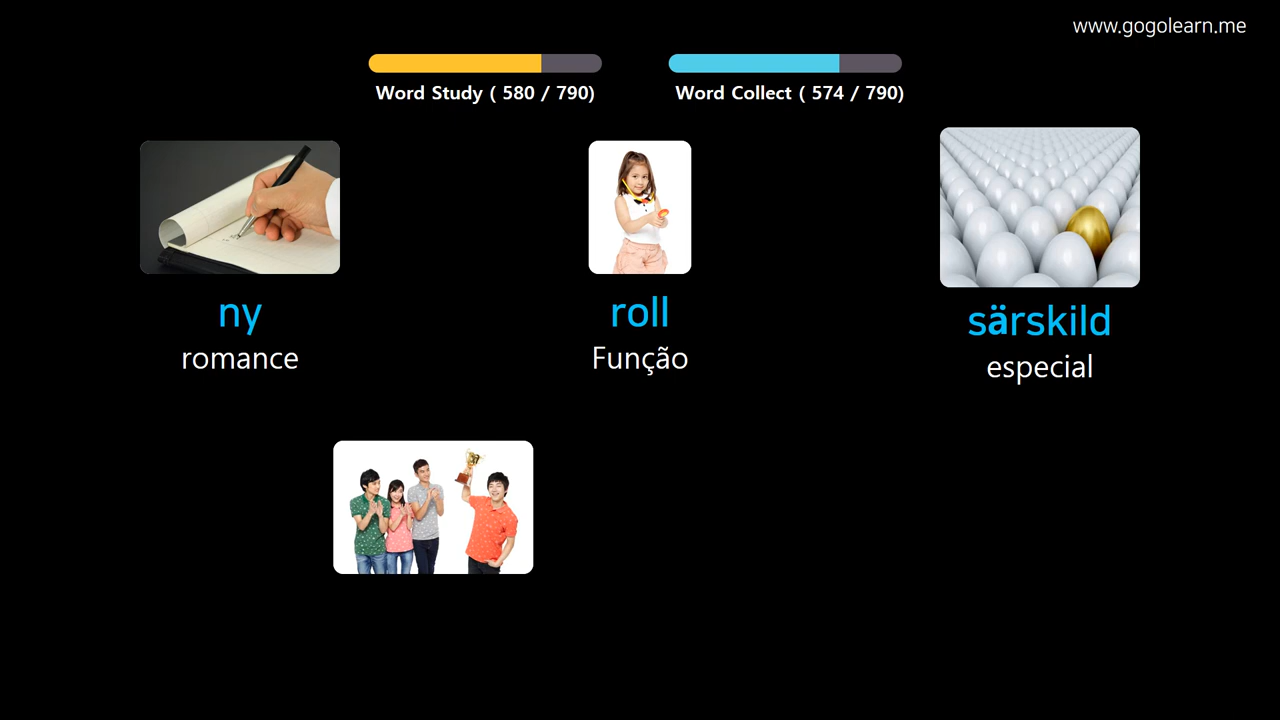 www.gogolearn.me
Word Study ( 580 / 790)
Word Collect ( 574 / 790)
ny
romance
roll
Função
särskild
especial